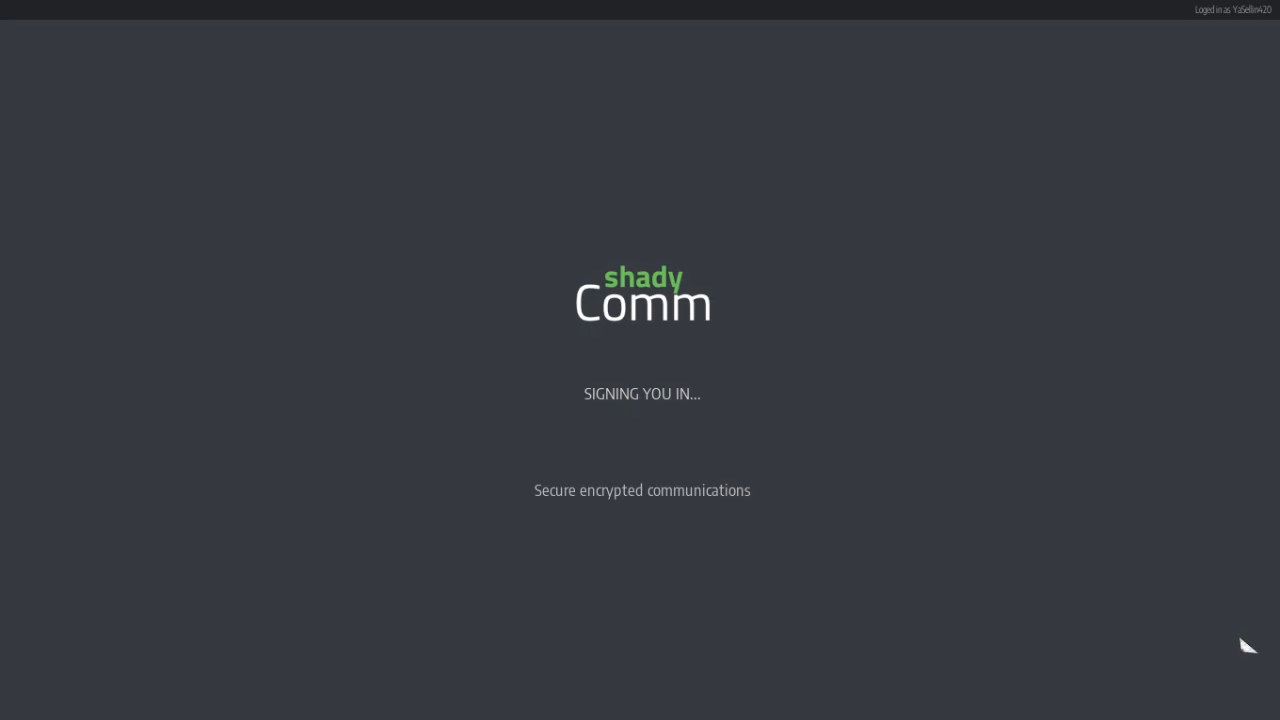 Loged in as YaSellin420
shady
Comm
SIGNING YOU IN...
Secure encrypted communications